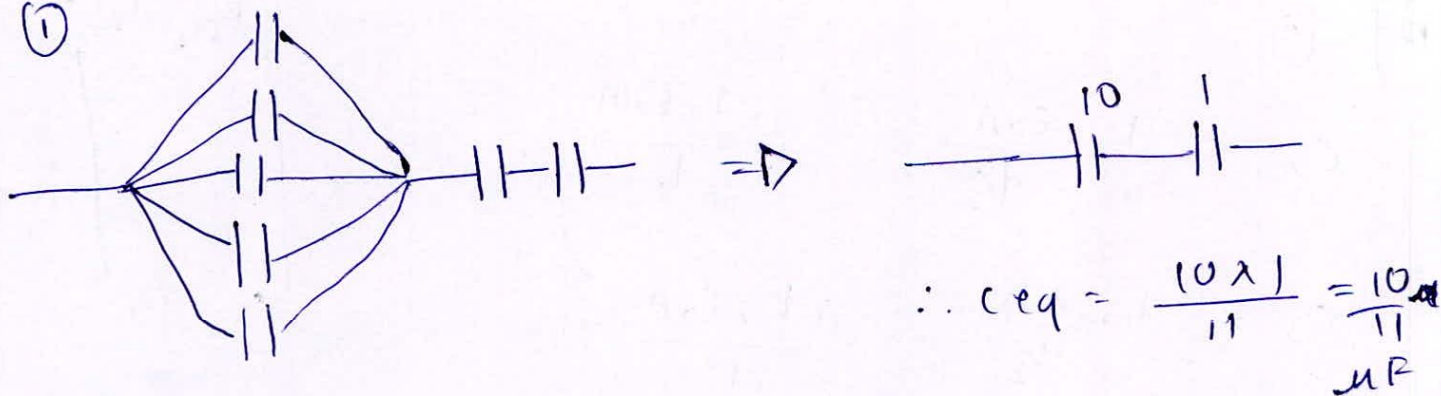 ①
⇒
10 1
∴ Ceq = 10 × 1 / 11 = 10 / 11
μF